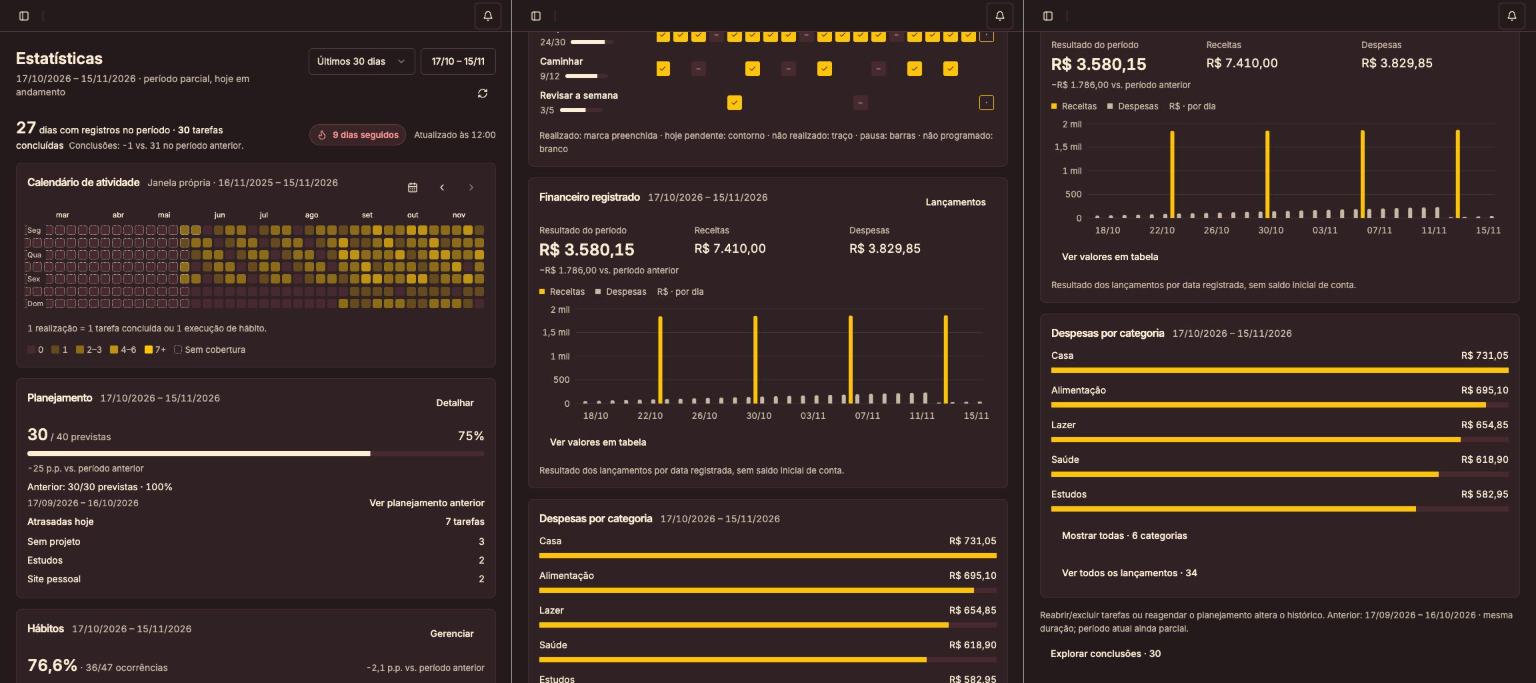 Estatísticas
Últimos 30 dias
17/10 – 15/11
17/10/2026 – 15/11/2026 · período parcial, hoje em
andamento
27 dias com registros no período · 30 tarefas
concluídas Conclusões: -1 vs. 31 no período anterior.
9 dias seguidos
Atualizado às 12:00
Calendário de atividade Janela própria · 16/11/2025 – 15/11/2026
mar abr mai jun jul ago set out nov
Seg
Qua
Sex
Dom
1 realização = 1 tarefa concluída ou 1 execução de hábito.
0 1 2–3 4–6 7+ Sem cobertura
Planejamento 17/10/2026 – 15/11/2026
Detalhar
30 / 40 previstas 75%
-25 p.p. vs. período anterior
Anterior: 30/30 previstas · 100%
17/09/2026 – 16/10/2026 Ver planejamento anterior
Atrasadas hoje 7 tarefas
Sem projeto 3
Estudos 2
Site pessoal 2
Hábitos 17/10/2026 – 15/11/2026
Gerenciar
76,6% · 36/47 ocorrências -2,1 p.p. vs. período anterior
24/30
Caminhar
9/12
Revisar a semana
3/5
Realizado: marca preenchida · hoje pendente: contorno · não realizado: traço · pausa: barras · não programado:
branco
Financeiro registrado 17/10/2026 – 15/11/2026
Lançamentos
Resultado do período Receitas Despesas
R$ 3.580,15 R$ 7.410,00 R$ 3.829,85
−R$ 1.786,00 vs. período anterior
Receitas Despesas R$ · por dia
2 mil
1,5 mil
1 mil
500
0
18/10 22/10 26/10 30/10 03/11 07/11 11/11 15/11
Ver valores em tabela
Resultado dos lançamentos por data registrada, sem saldo inicial de conta.
Despesas por categoria 17/10/2026 – 15/11/2026
Casa R$ 731,05
Alimentação R$ 695,10
Lazer R$ 654,85
Saúde R$ 618,90
Estudos R$ 582,95
Resultado do período Receitas Despesas
R$ 3.580,15 R$ 7.410,00 R$ 3.829,85
−R$ 1.786,00 vs. período anterior
Receitas Despesas R$ · por dia
2 mil
1,5 mil
1 mil
500
0
18/10 22/10 26/10 30/10 03/11 07/11 11/11 15/11
Ver valores em tabela
Resultado dos lançamentos por data registrada, sem saldo inicial de conta.
Despesas por categoria 17/10/2026 – 15/11/2026
Casa R$ 731,05
Alimentação R$ 695,10
Lazer R$ 654,85
Saúde R$ 618,90
Estudos R$ 582,95
Mostrar todas · 6 categorias
Ver todos os lançamentos · 34
Reabrir/excluir tarefas ou reagendar o planejamento altera o histórico. Anterior: 17/09/2026 – 16/10/2026 · mesma
duração; período atual ainda parcial.
Explorar conclusões · 30